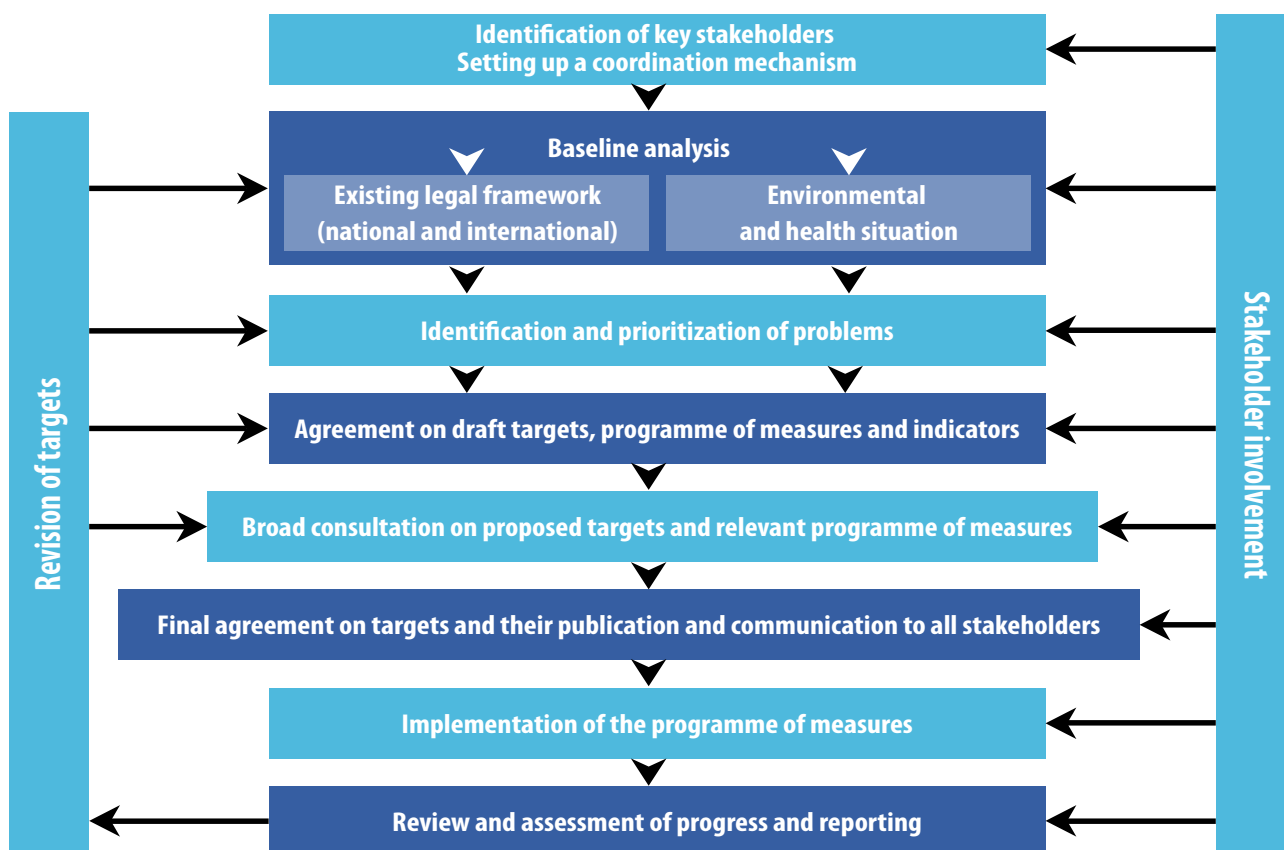 Identification of key stakeholders
Setting up a coordination mechanism
Baseline analysis
Existing legal framework
(national and international)
Environmental
and health situation
Identification and prioritization of problems
Agreement on draft targets, programme of measures and indicators
Broad consultation on proposed targets and relevant programme of measures
Final agreement on targets and their publication and communication to all stakeholders
Implementation of the programme of measures
Review and assessment of progress and reporting
Revision of targets
Stakeholder involvement